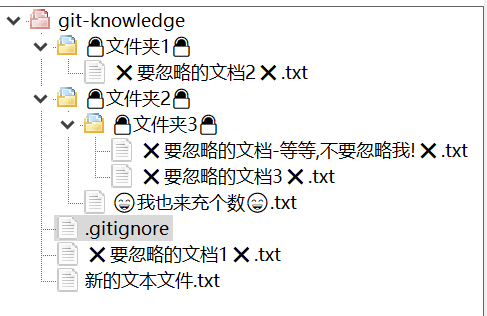 git-knowledge
文件夹1
❌要忽略的文档2❌.txt
文件夹2
文件夹3
❌要忽略的文档-等等,不要忽略我!❌.txt
❌要忽略的文档3❌.txt
😄我也来充个数😄.txt
.gitignore
❌要忽略的文档1❌.txt
新的文本文件.txt